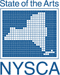 State of the Arts
NYSCA